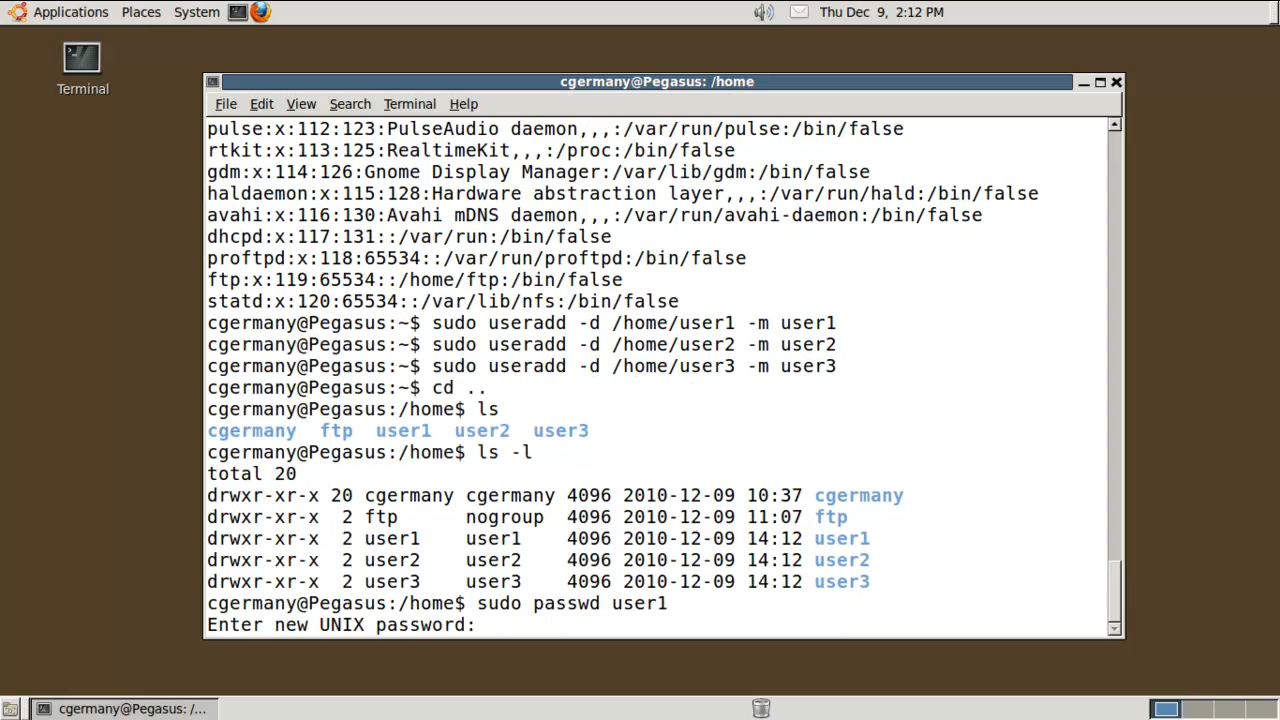 Applications Places System Thu Dec 9, 2:12 PM
Terminal
cgermany@Pegasus: /home
File Edit View Search Terminal Help
pulse:x:112:123:PulseAudio daemon,,,:/var/run/pulse:/bin/false
rtkit:x:113:125:RealtimeKit,,,:/proc:/bin/false
gdm:x:114:126:Gnome Display Manager:/var/lib/gdm:/bin/false
haldaemon:x:115:128:Hardware abstraction layer,,,:/var/run/hald:/bin/false
avahi:x:116:130:Avahi mDNS daemon,,,:/var/run/avahi-daemon:/bin/false
dhcpd:x:117:131::/var/run:/bin/false
proftpd:x:118:65534::/var/run/proftpd:/bin/false
ftp:x:119:65534::/home/ftp:/bin/false
statd:x:120:65534::/var/lib/nfs:/bin/false
cgermany@Pegasus:~$ sudo useradd -d /home/user1 -m user1
cgermany@Pegasus:~$ sudo useradd -d /home/user2 -m user2
cgermany@Pegasus:~$ sudo useradd -d /home/user3 -m user3
cgermany@Pegasus:~$ cd ..
cgermany@Pegasus:/home$ ls
cgermany ftp user1 user2 user3
cgermany@Pegasus:/home$ ls -l
total 20
drwxr-xr-x 20 cgermany cgermany 4096 2010-12-09 10:37 cgermany
drwxr-xr-x 2 ftp nogroup 4096 2010-12-09 11:07 ftp
drwxr-xr-x 2 user1 user1 4096 2010-12-09 14:12 user1
drwxr-xr-x 2 user2 user2 4096 2010-12-09 14:12 user2
drwxr-xr-x 2 user3 user3 4096 2010-12-09 14:12 user3
cgermany@Pegasus:/home$ sudo passwd user1
Enter new UNIX password:
cgermany@Pegasus: /...